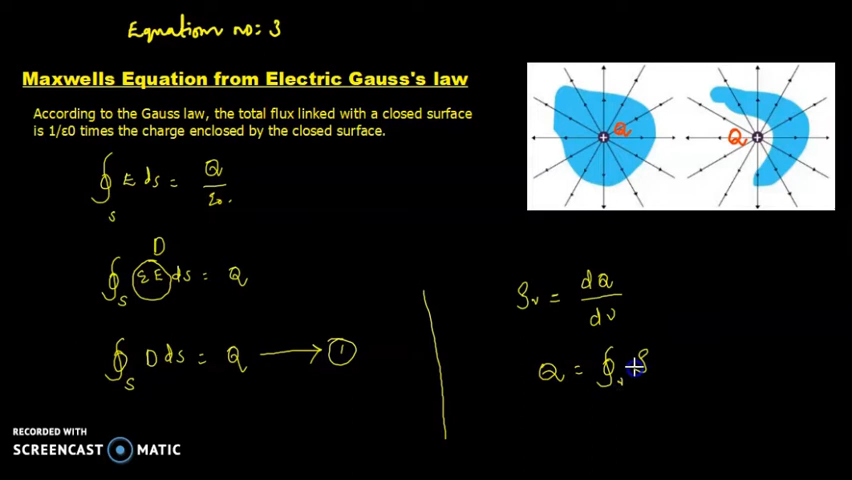 Equation no: 3
Maxwells Equation from Electric Gauss's law
According to the Gauss law, the total flux linked with a closed surface
is 1/ε0 times the charge enclosed by the closed surface.
∮S E ds = Q/ε0.
D
∮S εE ds = Q
∮S D ds = Q ⟶ 1
ρv = dQ/dv
Q = ∮v ρ
Q
Q
RECORDED WITH
SCREENCAST MATIC